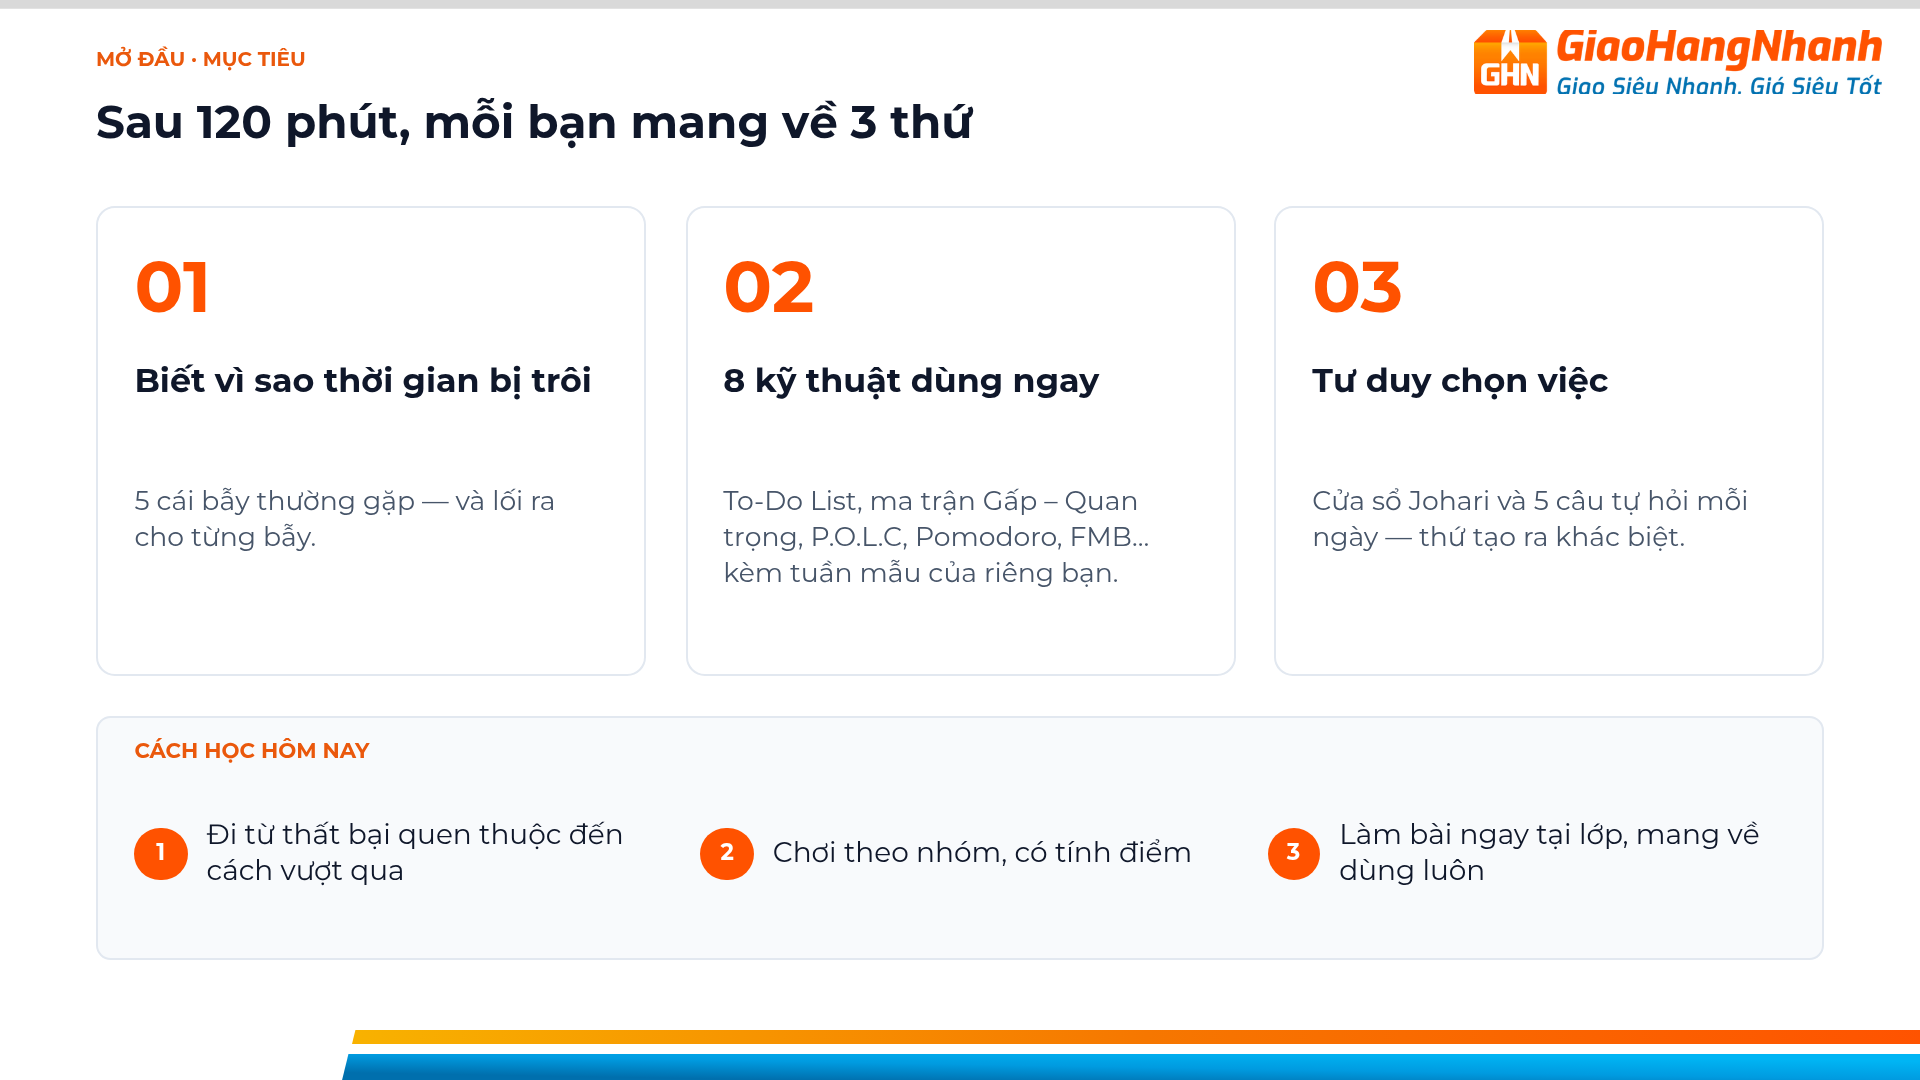 MỞ ĐẦU · MỤC TIÊU
GHN
GiaoHangNhanh
Giao Siêu Nhanh. Giá Siêu Tốt
Sau 120 phút, mỗi bạn mang về 3 thứ
01
Biết vì sao thời gian bị trôi
5 cái bẫy thường gặp — và lối ra
cho từng bẫy.
02
8 kỹ thuật dùng ngay
To-Do List, ma trận Gấp – Quan
trọng, P.O.L.C, Pomodoro, FMB...
kèm tuần mẫu của riêng bạn.
03
Tư duy chọn việc
Cửa sổ Johari và 5 câu tự hỏi mỗi
ngày — thứ tạo ra khác biệt.
CÁCH HỌC HÔM NAY
1
Đi từ thất bại quen thuộc đến
cách vượt qua
2
Chơi theo nhóm, có tính điểm
3
Làm bài ngay tại lớp, mang về
dùng luôn